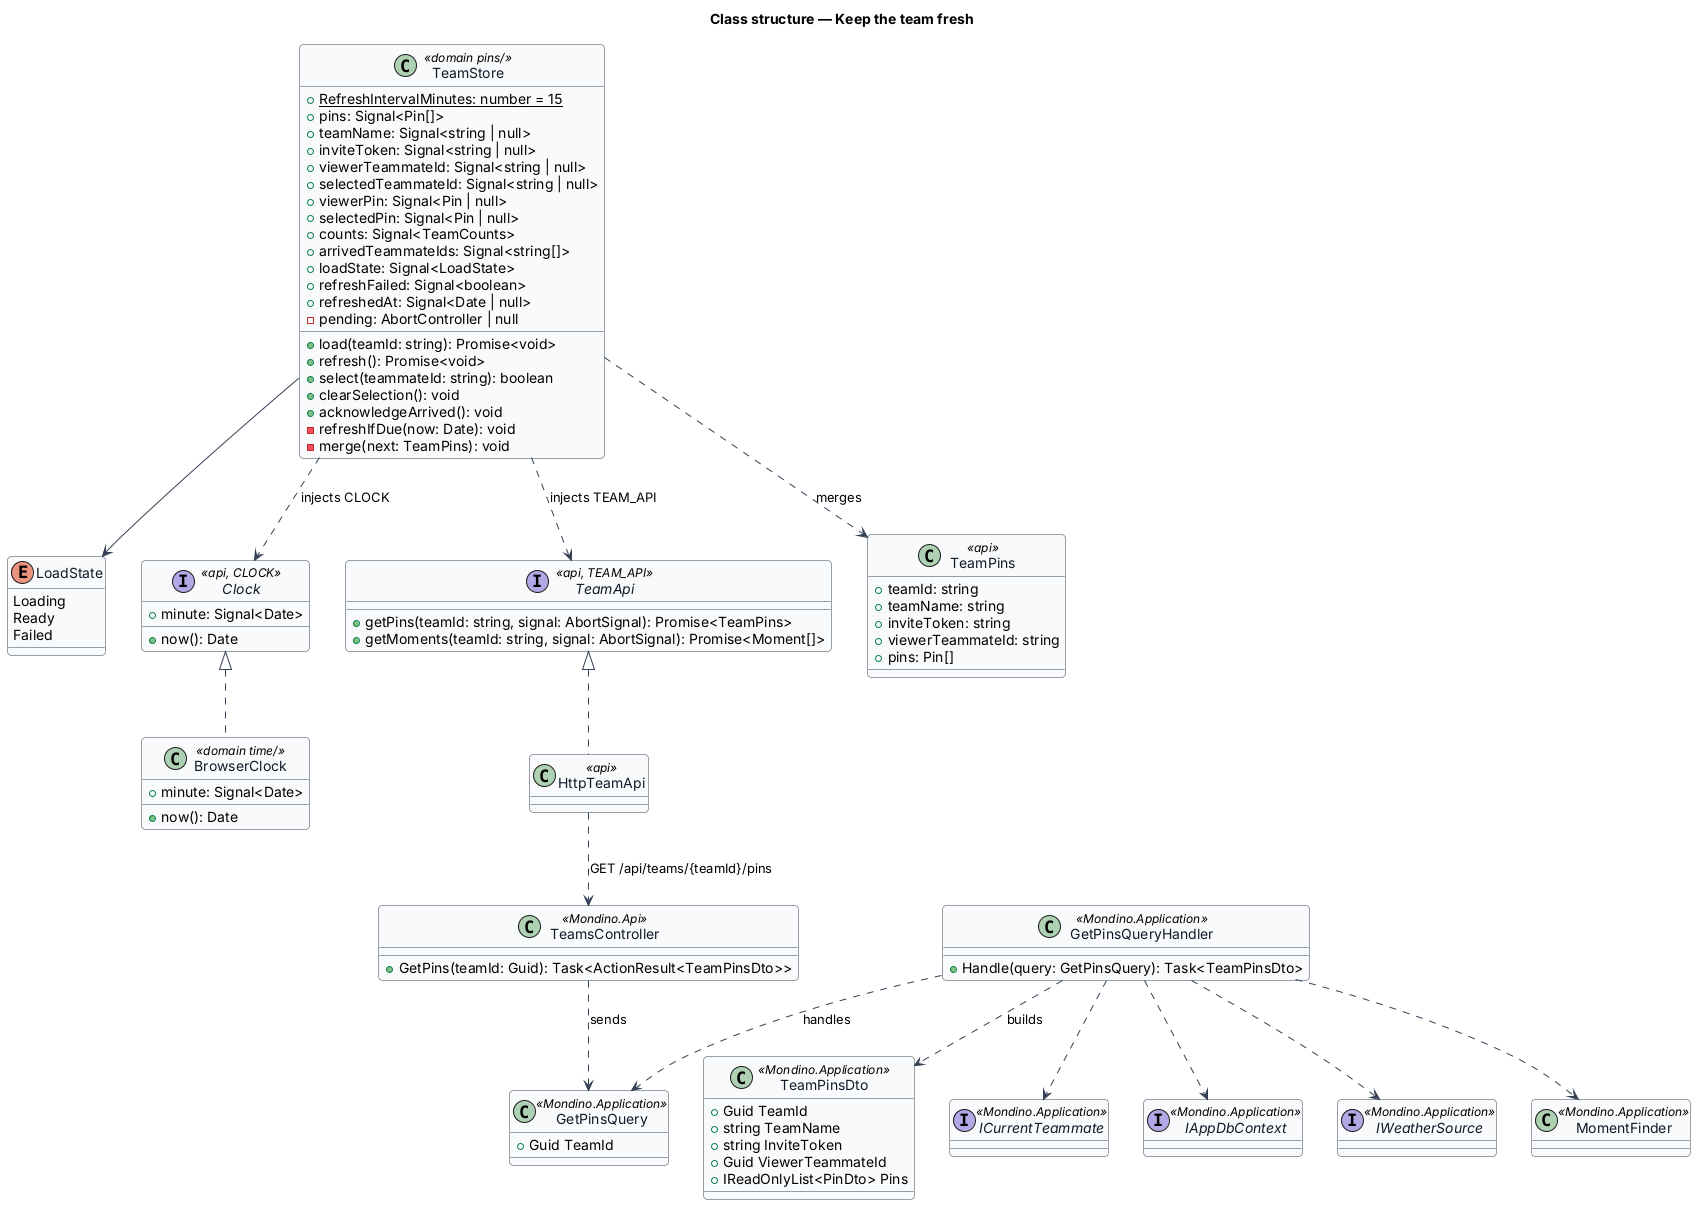 Class structure — Keep the team fresh
C
«domain pins/»
TeamStore
RefreshIntervalMinutes: number = 15
pins: Signal<Pin[]>
teamName: Signal<string | null>
inviteToken: Signal<string | null>
viewerTeammateId: Signal<string | null>
selectedTeammateId: Signal<string | null>
viewerPin: Signal<Pin | null>
selectedPin: Signal<Pin | null>
counts: Signal<TeamCounts>
arrivedTeammateIds: Signal<string[]>
loadState: Signal<LoadState>
refreshFailed: Signal<boolean>
refreshedAt: Signal<Date | null>
pending: AbortController | null
load(teamId: string): Promise<void>
refresh(): Promise<void>
select(teammateId: string): boolean
clearSelection(): void
acknowledgeArrived(): void
refreshIfDue(now: Date): void
merge(next: TeamPins): void
injects CLOCK
injects TEAM_API
merges
E
LoadState
Loading
Ready
Failed
I
«api, CLOCK»
Clock
minute: Signal<Date>
now(): Date
I
«api, TEAM_API»
TeamApi
getPins(teamId: string, signal: AbortSignal): Promise<TeamPins>
getMoments(teamId: string, signal: AbortSignal): Promise<Moment[]>
C
«api»
TeamPins
teamId: string
teamName: string
inviteToken: string
viewerTeammateId: string
pins: Pin[]
C
«domain time/»
BrowserClock
minute: Signal<Date>
now(): Date
C
«api»
HttpTeamApi
GET /api/teams/{teamId}/pins
C
«Mondino.Api»
TeamsController
GetPins(teamId: Guid): Task<ActionResult<TeamPinsDto>>
C
«Mondino.Application»
GetPinsQueryHandler
Handle(query: GetPinsQuery): Task<TeamPinsDto>
sends
handles
builds
C
«Mondino.Application»
GetPinsQuery
Guid TeamId
C
«Mondino.Application»
TeamPinsDto
Guid TeamId
string TeamName
string InviteToken
Guid ViewerTeammateId
IReadOnlyList<PinDto> Pins
I
«Mondino.Application»
ICurrentTeammate
I
«Mondino.Application»
IAppDbContext
I
«Mondino.Application»
IWeatherSource
C
«Mondino.Application»
MomentFinder